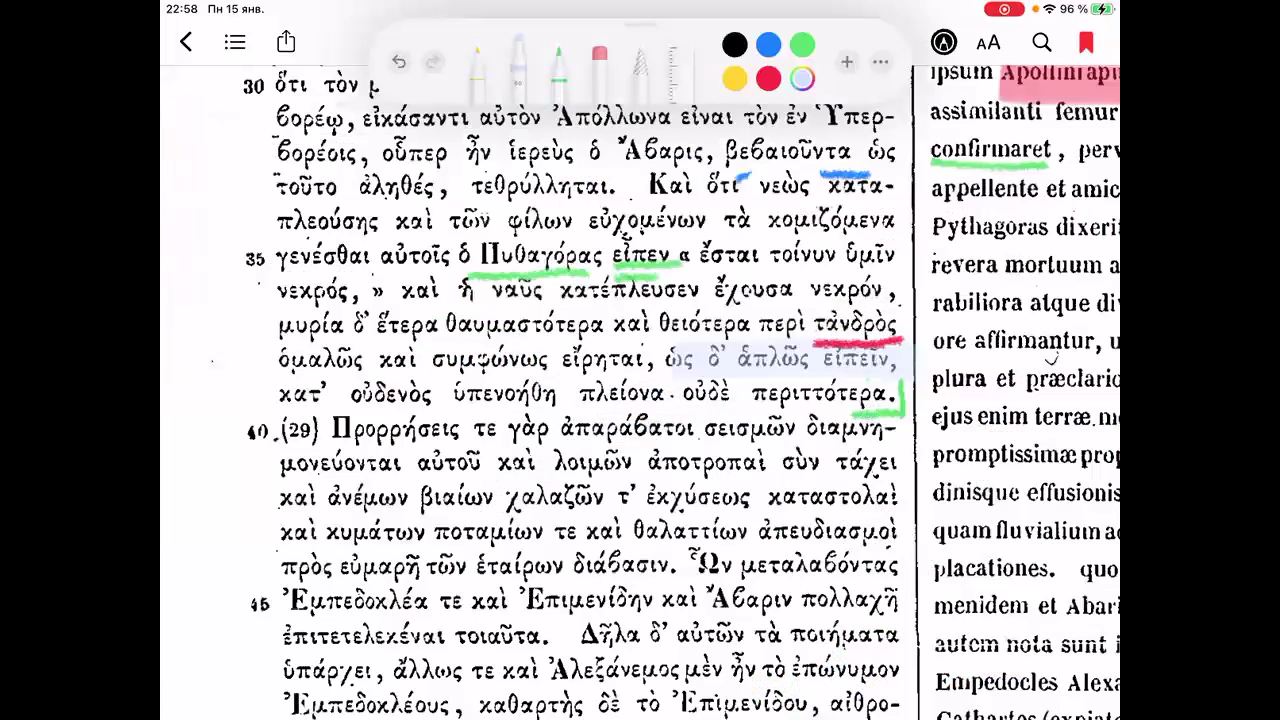 22:58 Пн 15 янв. 96 %
AA
30 ὅτι τὸν
βορέῳ, εἰκάσαντι αὐτὸν Ἀπόλλωνα εἶναι τὸν ἐν Ὑπερ-
βορέοις, οὗπερ ἦν ἱερεὺς ὁ Ἄβαρις, βεβαιοῦντα ὡς
τοῦτο ἀληθές, τεθρύλληται. Καὶ ὅτι νεὼς κατα-
πλεούσης καὶ τῶν φίλων εὐχομένων τὰ κομιζόμενα
35 γενέσθαι αὐτοῖς ὁ Πυθαγόρας εἶπεν « ἔσται τοίνυν ὑμῖν
νεκρός, » καὶ ἡ ναῦς κατέπλευσεν ἔχουσα νεκρόν,
μυρία δ' ἕτερα θαυμαστότερα καὶ θειότερα περὶ τἀνδρὸς
ὁμαλῶς καὶ συμφώνως εἴρηται, ὡς δ' ἁπλῶς εἰπεῖν,
κατ' οὐδενὸς ὑπενοήθη πλείονα οὐδὲ περιττότερα.
40 (29) Προρρήσεις τε γὰρ ἀπαράβατοι σεισμῶν διαμνη-
μονεύονται αὐτοῦ καὶ λοιμῶν ἀποτροπαὶ σὺν τάχει
καὶ ἀνέμων βιαίων χαλαζῶν τ' ἐκχύσεως καταστολαὶ
καὶ κυμάτων ποταμίων τε καὶ θαλαττίων ἀπευδιασμοὶ
πρὸς εὐμαρῆ τῶν ἑταίρων διάβασιν. Ὧν μεταλαβόντας
45 Ἐμπεδοκλέα τε καὶ Ἐπιμενίδην καὶ Ἄβαριν πολλαχῇ
ἐπιτετελεκέναι τοιαῦτα. Δῆλα δ' αὐτῶν τὰ ποιήματα
ὑπάρχει, ἄλλως τε καὶ Ἀλεξάνεμος μὲν ἦν τὸ ἐπώνυμον
Ἐμπεδοκλέους, καθαρτὴς δὲ τὸ Ἐπιμενίδου, αἰθρο-
ipsum Apollini
assimilanti femur
confirmaret, perv
appellente et amic
Pythagoras dixeri
revera mortuum a
rabiliora atque di
ore affirmantur, u
plura et præclario
ejus enim terræ mo
promptissimæ prop
dinisque effusionis
quam fluvialium ac
placationes. quo
menidem et Abari
autem nota sunt i
Empedocles Alexa
Cathartes (expiato